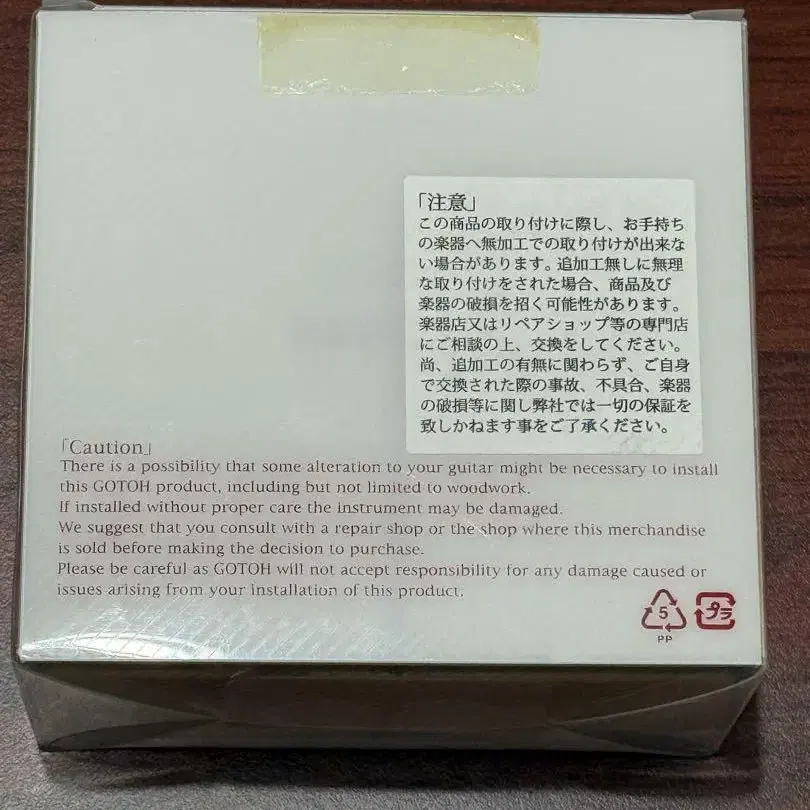 「注意」
この商品の取り付けに際し、お手持ち
の楽器へ無加工での取り付けが出来な
い場合があります。追加工無しに無理
な取り付けをされた場合、商品及び
楽器の破損を招く可能性があります。
楽器店又はリペアショップ等の専門店
にご相談の上、交換をしてください。
尚、追加工の有無に関わらず、ご自身
で交換された際の事故、不具合、楽器
の破損等に関し弊社では一切の保証を
致しかねます事をご了承ください。
「Caution」
There is a possibility that some alteration to your guitar might be necessary to install
this GOTOH product, including but not limited to woodwork.
If installed without proper care the instrument may be damaged.
We suggest that you consult with a repair shop or the shop where this merchandise
is sold before making the decision to purchase.
Please be careful as GOTOH will not accept responsibility for any damage caused or
issues arising from your installation of this product.
5 プラ
PP